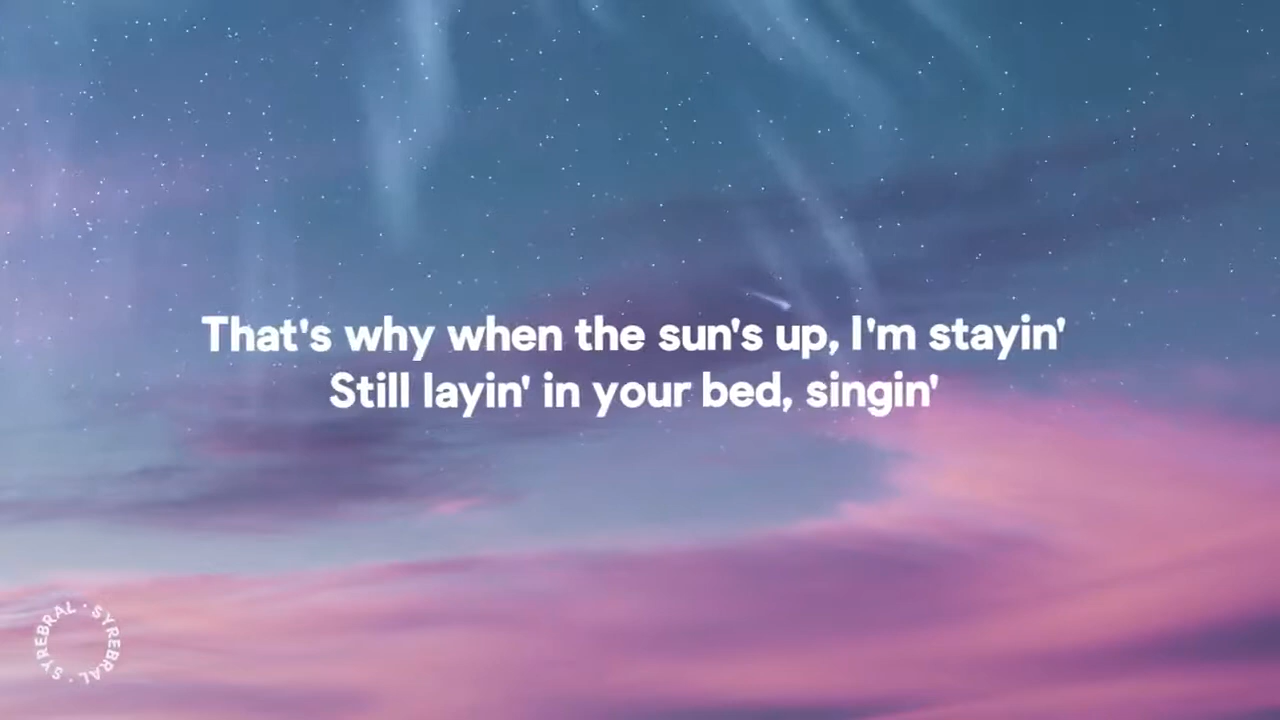 That's why when the sun's up, I'm stayin'
Still layin' in your bed, singin'
SYREBRAL · SYREBRAL ·